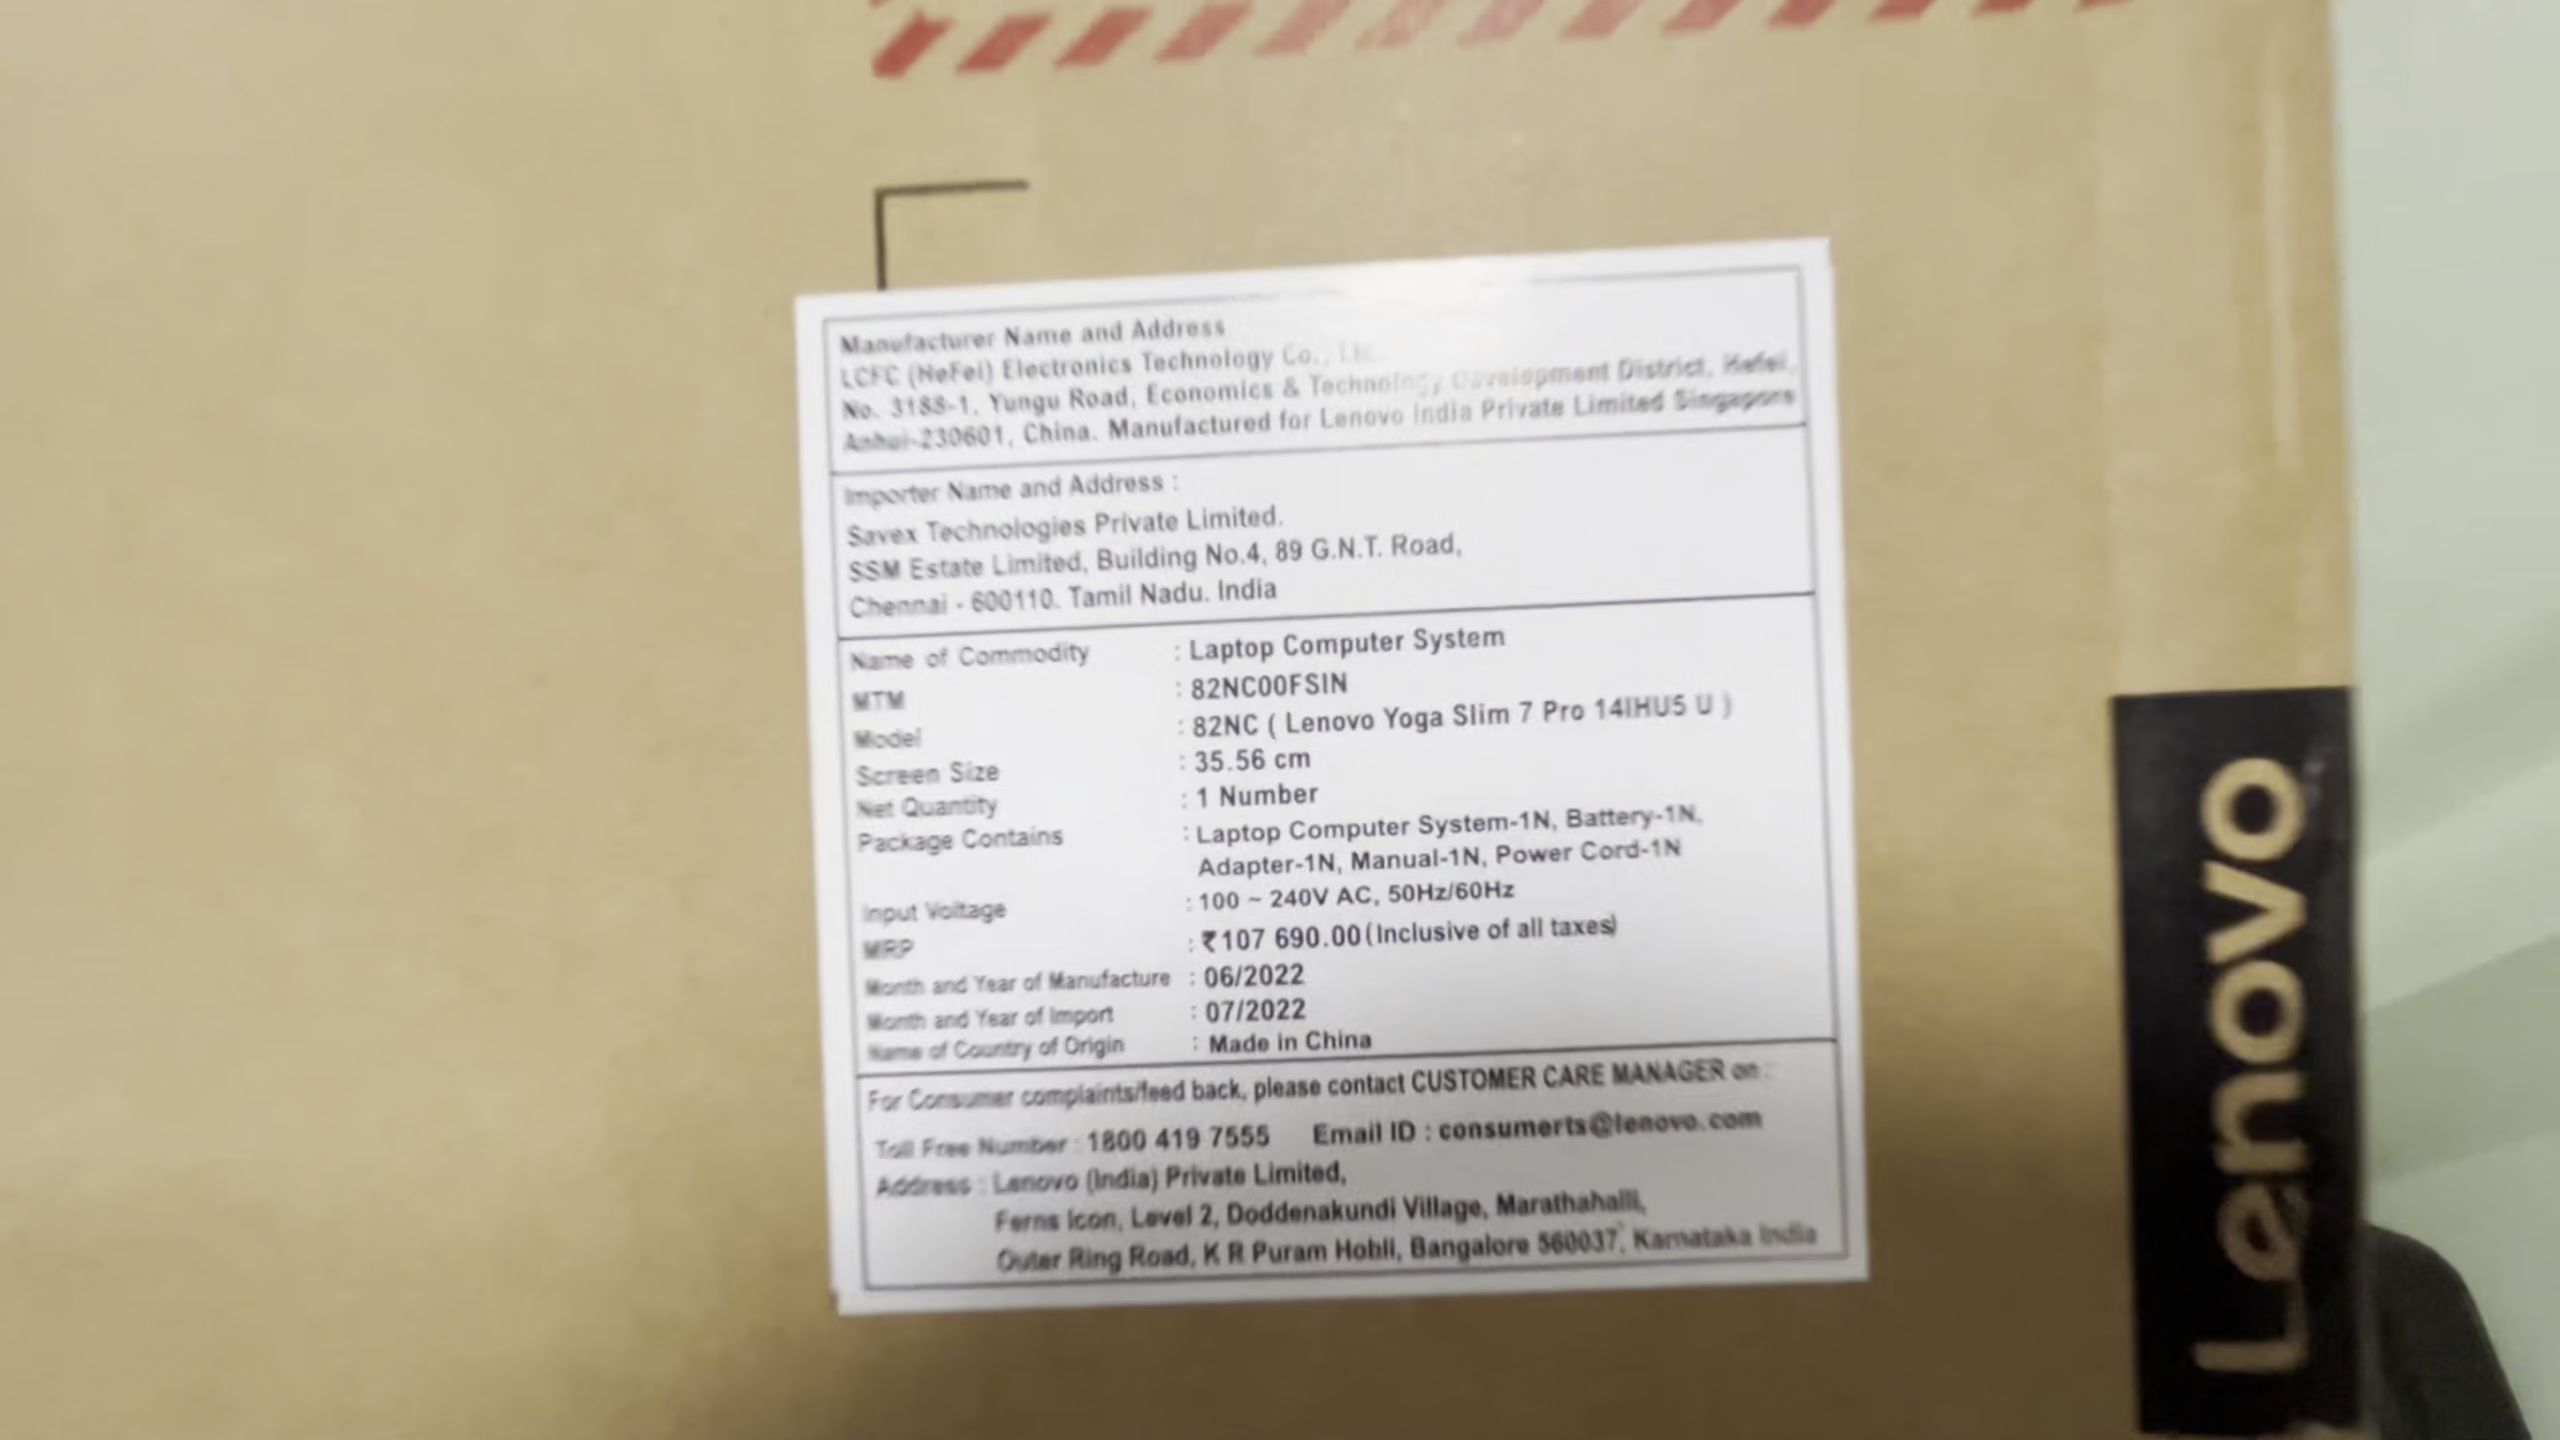 Manufacturer Name and Address
LCFC (HeFei) Electronics Technology Co.,
No. 3188-1, Yungu Road, Economics & Technology Development District, Hefei,
Anhui-230601, China. Manufactured for Lenovo India Private Limited Singapore
Importer Name and Address :
Savex Technologies Private Limited.
SSM Estate Limited, Building No.4, 89 G.N.T. Road,
Chennai - 600110. Tamil Nadu. India
Name of Commodity : Laptop Computer System
MTM : 82NC00FSIN
Model : 82NC ( Lenovo Yoga Slim 7 Pro 14IHU5 U )
Screen Size : 35.56 cm
Net Quantity : 1 Number
Package Contains : Laptop Computer System-1N, Battery-1N,
Adapter-1N, Manual-1N, Power Cord-1N
Input Voltage : 100 ~ 240V AC, 50Hz/60Hz
MRP : ₹107 690.00(Inclusive of all taxes)
Month and Year of Manufacture : 06/2022
Month and Year of Import : 07/2022
Name of Country of Origin : Made in China
For Consumer complaints/feed back, please contact CUSTOMER CARE MANAGER on :
Toll Free Number : 1800 419 7555 Email ID : consumerts@lenovo.com
Address : Lenovo (India) Private Limited,
Ferns Icon, Level 2, Doddenakundi Village, Marathahalli,
Outer Ring Road, K R Puram Hobli, Bangalore 560037, Karnataka India
Lenovo